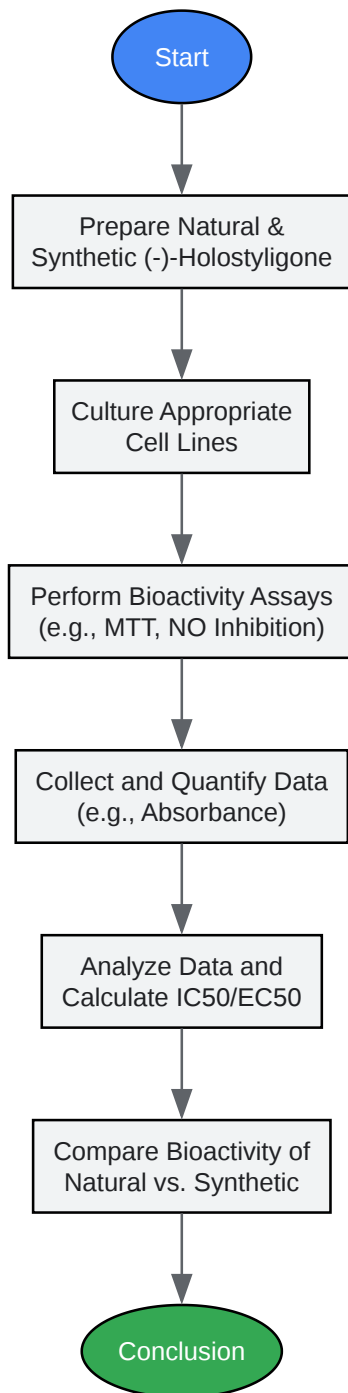 Start
Prepare Natural &
Synthetic (-)-Holostyligone
Culture Appropriate
Cell Lines
Perform Bioactivity Assays
(e.g., MTT, NO Inhibition)
Collect and Quantify Data
(e.g., Absorbance)
Analyze Data and
Calculate IC50/EC50
Compare Bioactivity of
Natural vs. Synthetic
Conclusion